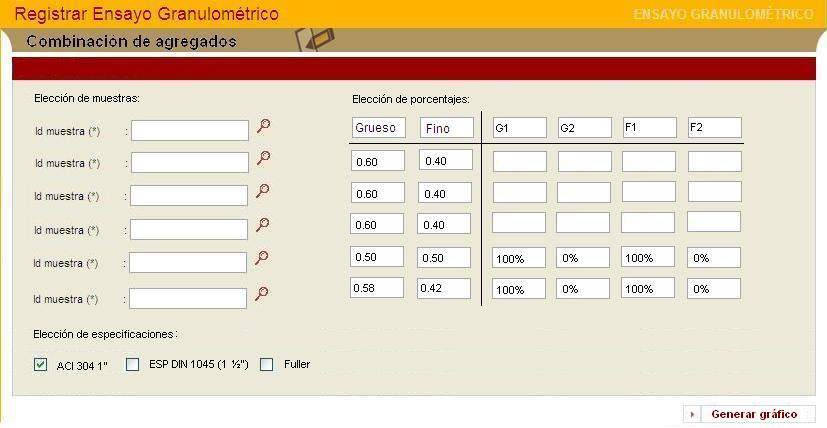 Registrar Ensayo Granulométrico ENSAYO GRANULOMÉTRICO
Combinación de agregados
Elección de muestras:
Id muestra (*) :
Id muestra (*) :
Id muestra (*) :
Id muestra (*) :
Id muestra (*) :
Id muestra (*) :
Elección de porcentajes:
Grueso Fino G1 G2 F1 F2
0.60 0.40
0.60 0.40
0.60 0.40
0.50 0.50 100% 0% 100% 0%
0.58 0.42 100% 0% 100% 0%
Elección de especificaciones:
ACI 304 1" ESP DIN 1045 (1 ½") Fuller
Generar gráfico